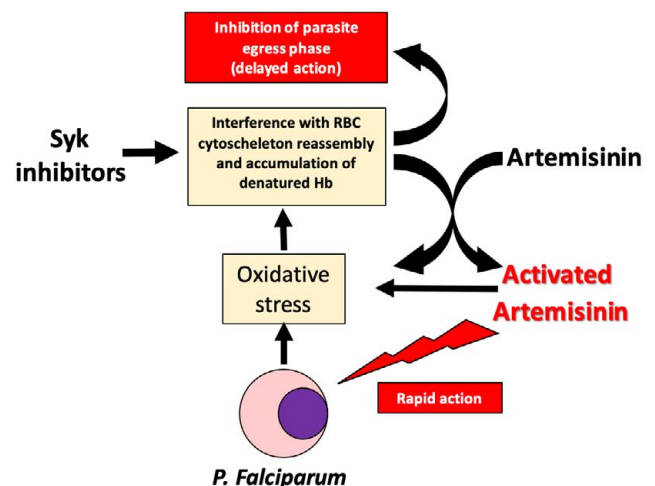 Inhibition of parasite
egress phase
(delayed action)
Interference with RBC
cytoscheleton reassembly
and accumulation of
denatured Hb
Syk
inhibitors
Artemisinin
Oxidative
stress
Activated
Artemisinin
Rapid action
P. Falciparum